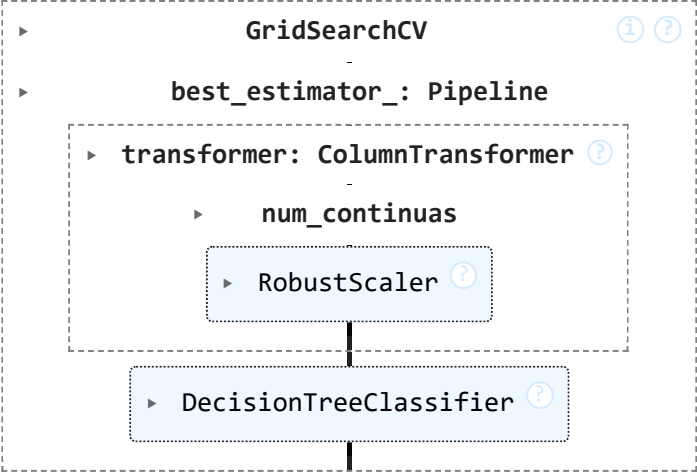 ▸ GridSearchCV i ?
▸ best_estimator_: Pipeline
▸ transformer: ColumnTransformer ?
▸ num_continuas
▸ RobustScaler ?
▸ DecisionTreeClassifier ?